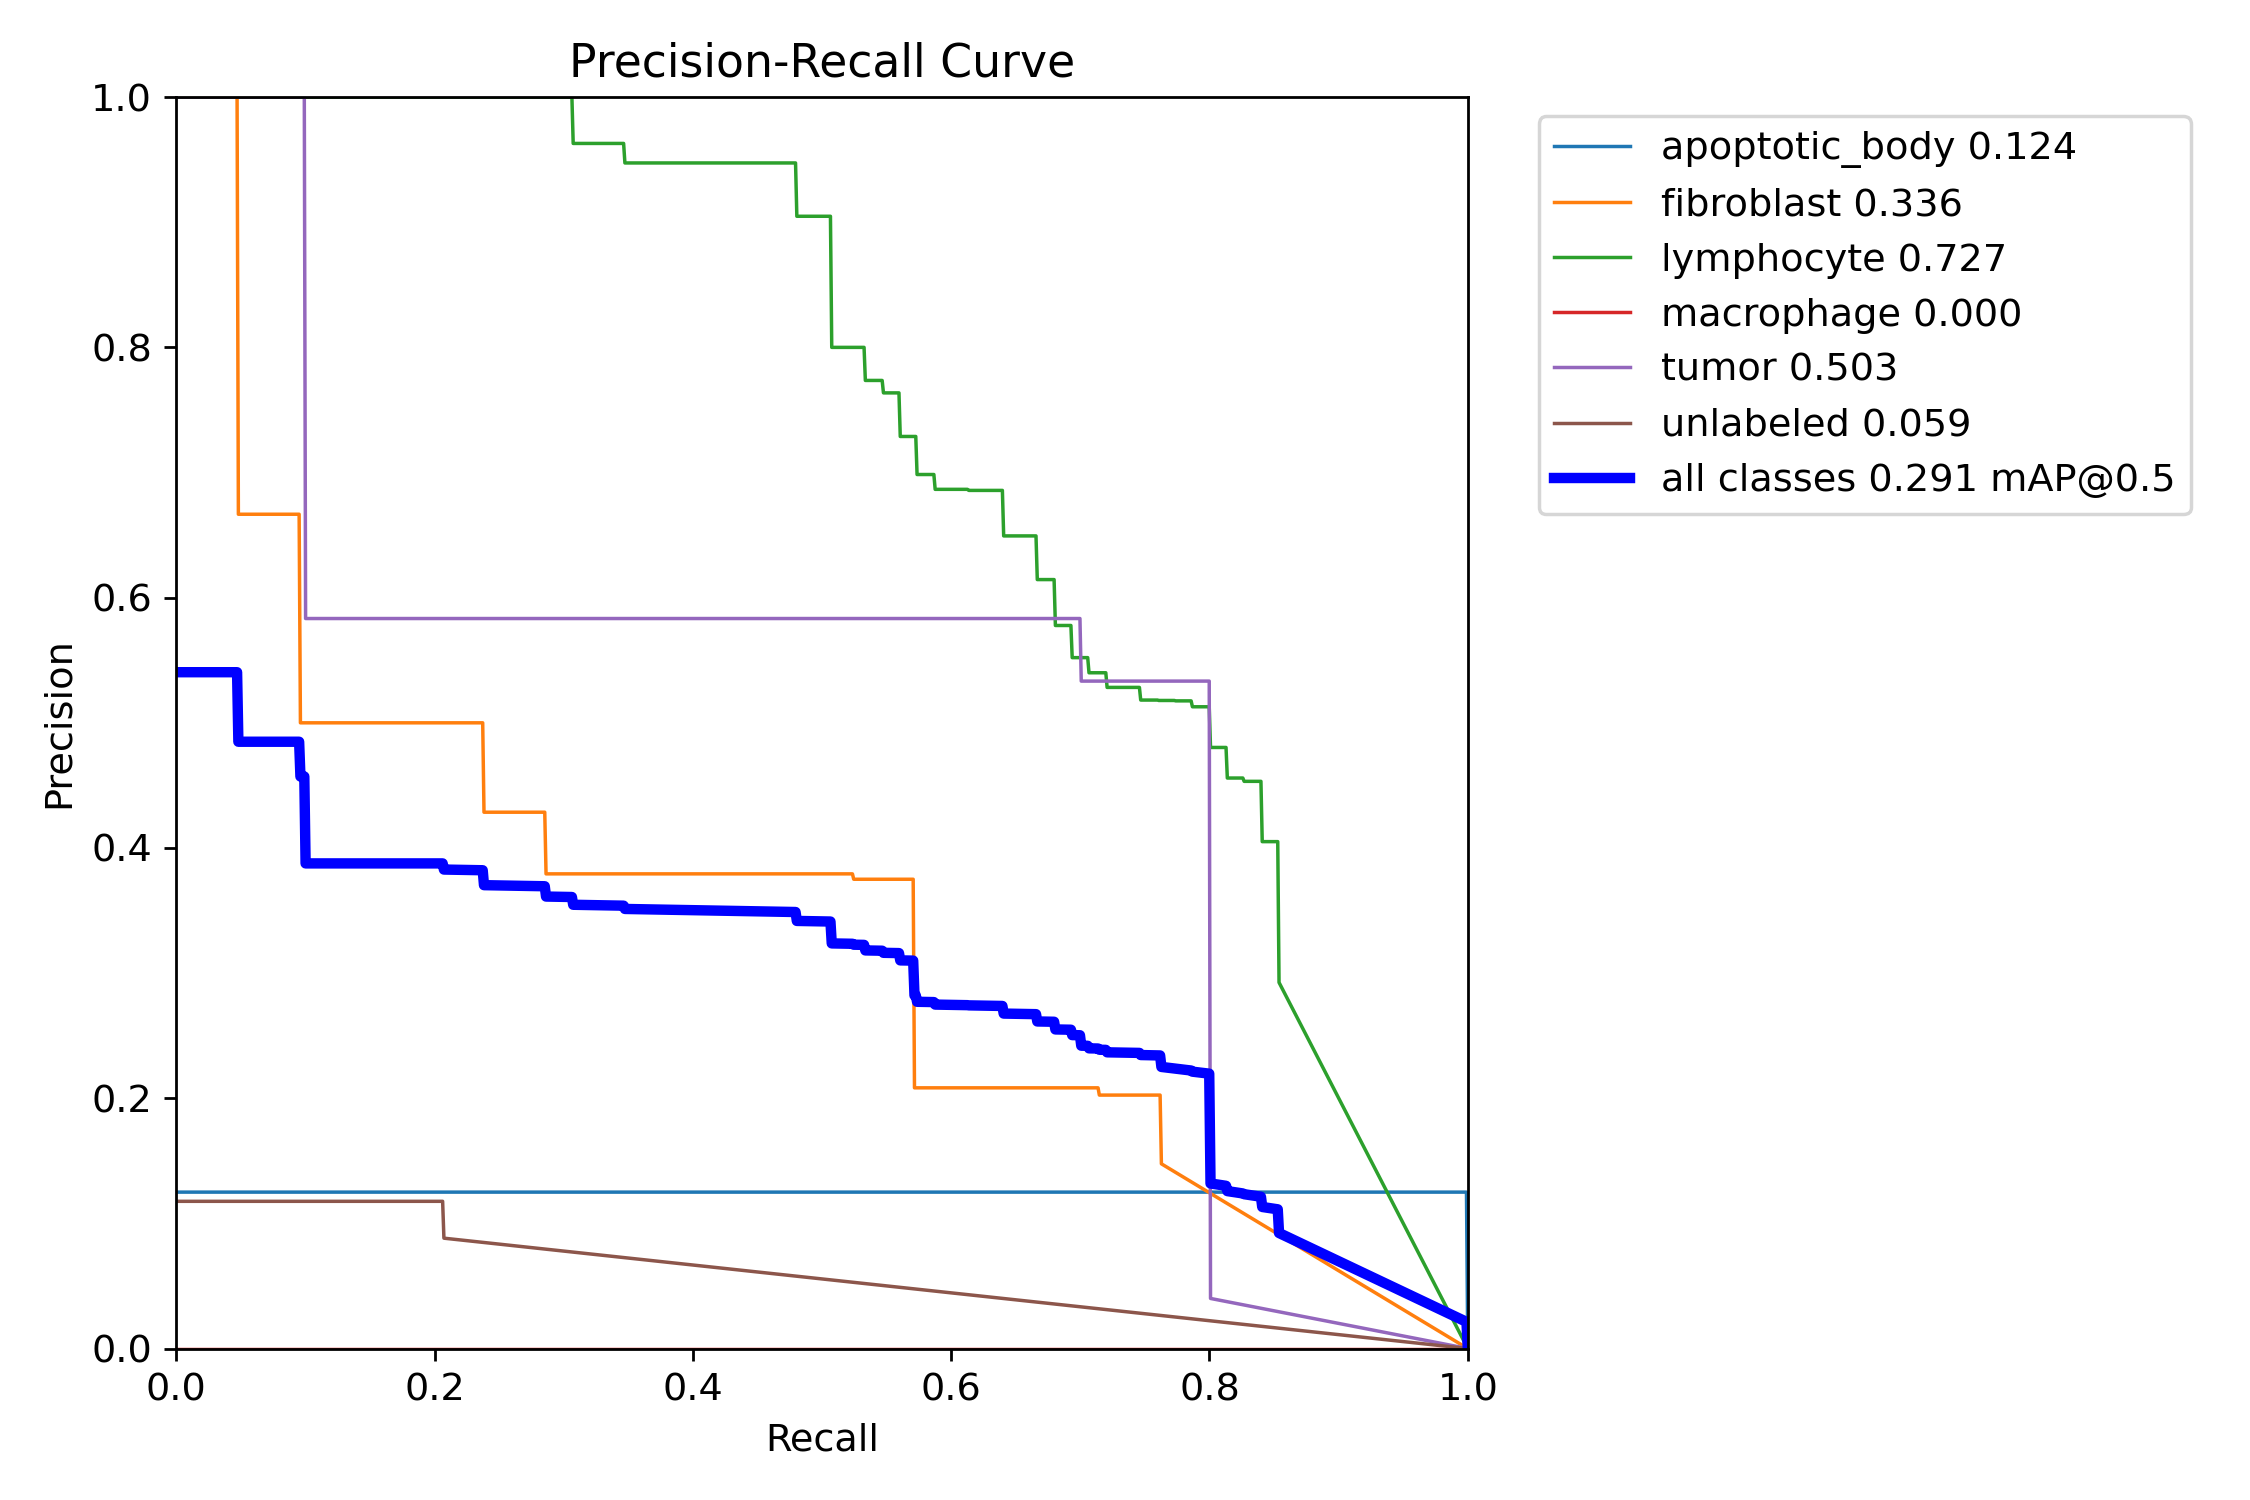 Precision-Recall Curve
1.0
0.8
0.6
0.4
0.2
0.0
Precision
0.0 0.2 0.4 0.6 0.8 1.0
Recall
apoptotic_body 0.124
fibroblast 0.336
lymphocyte 0.727
macrophage 0.000
tumor 0.503
unlabeled 0.059
all classes 0.291 mAP@0.5